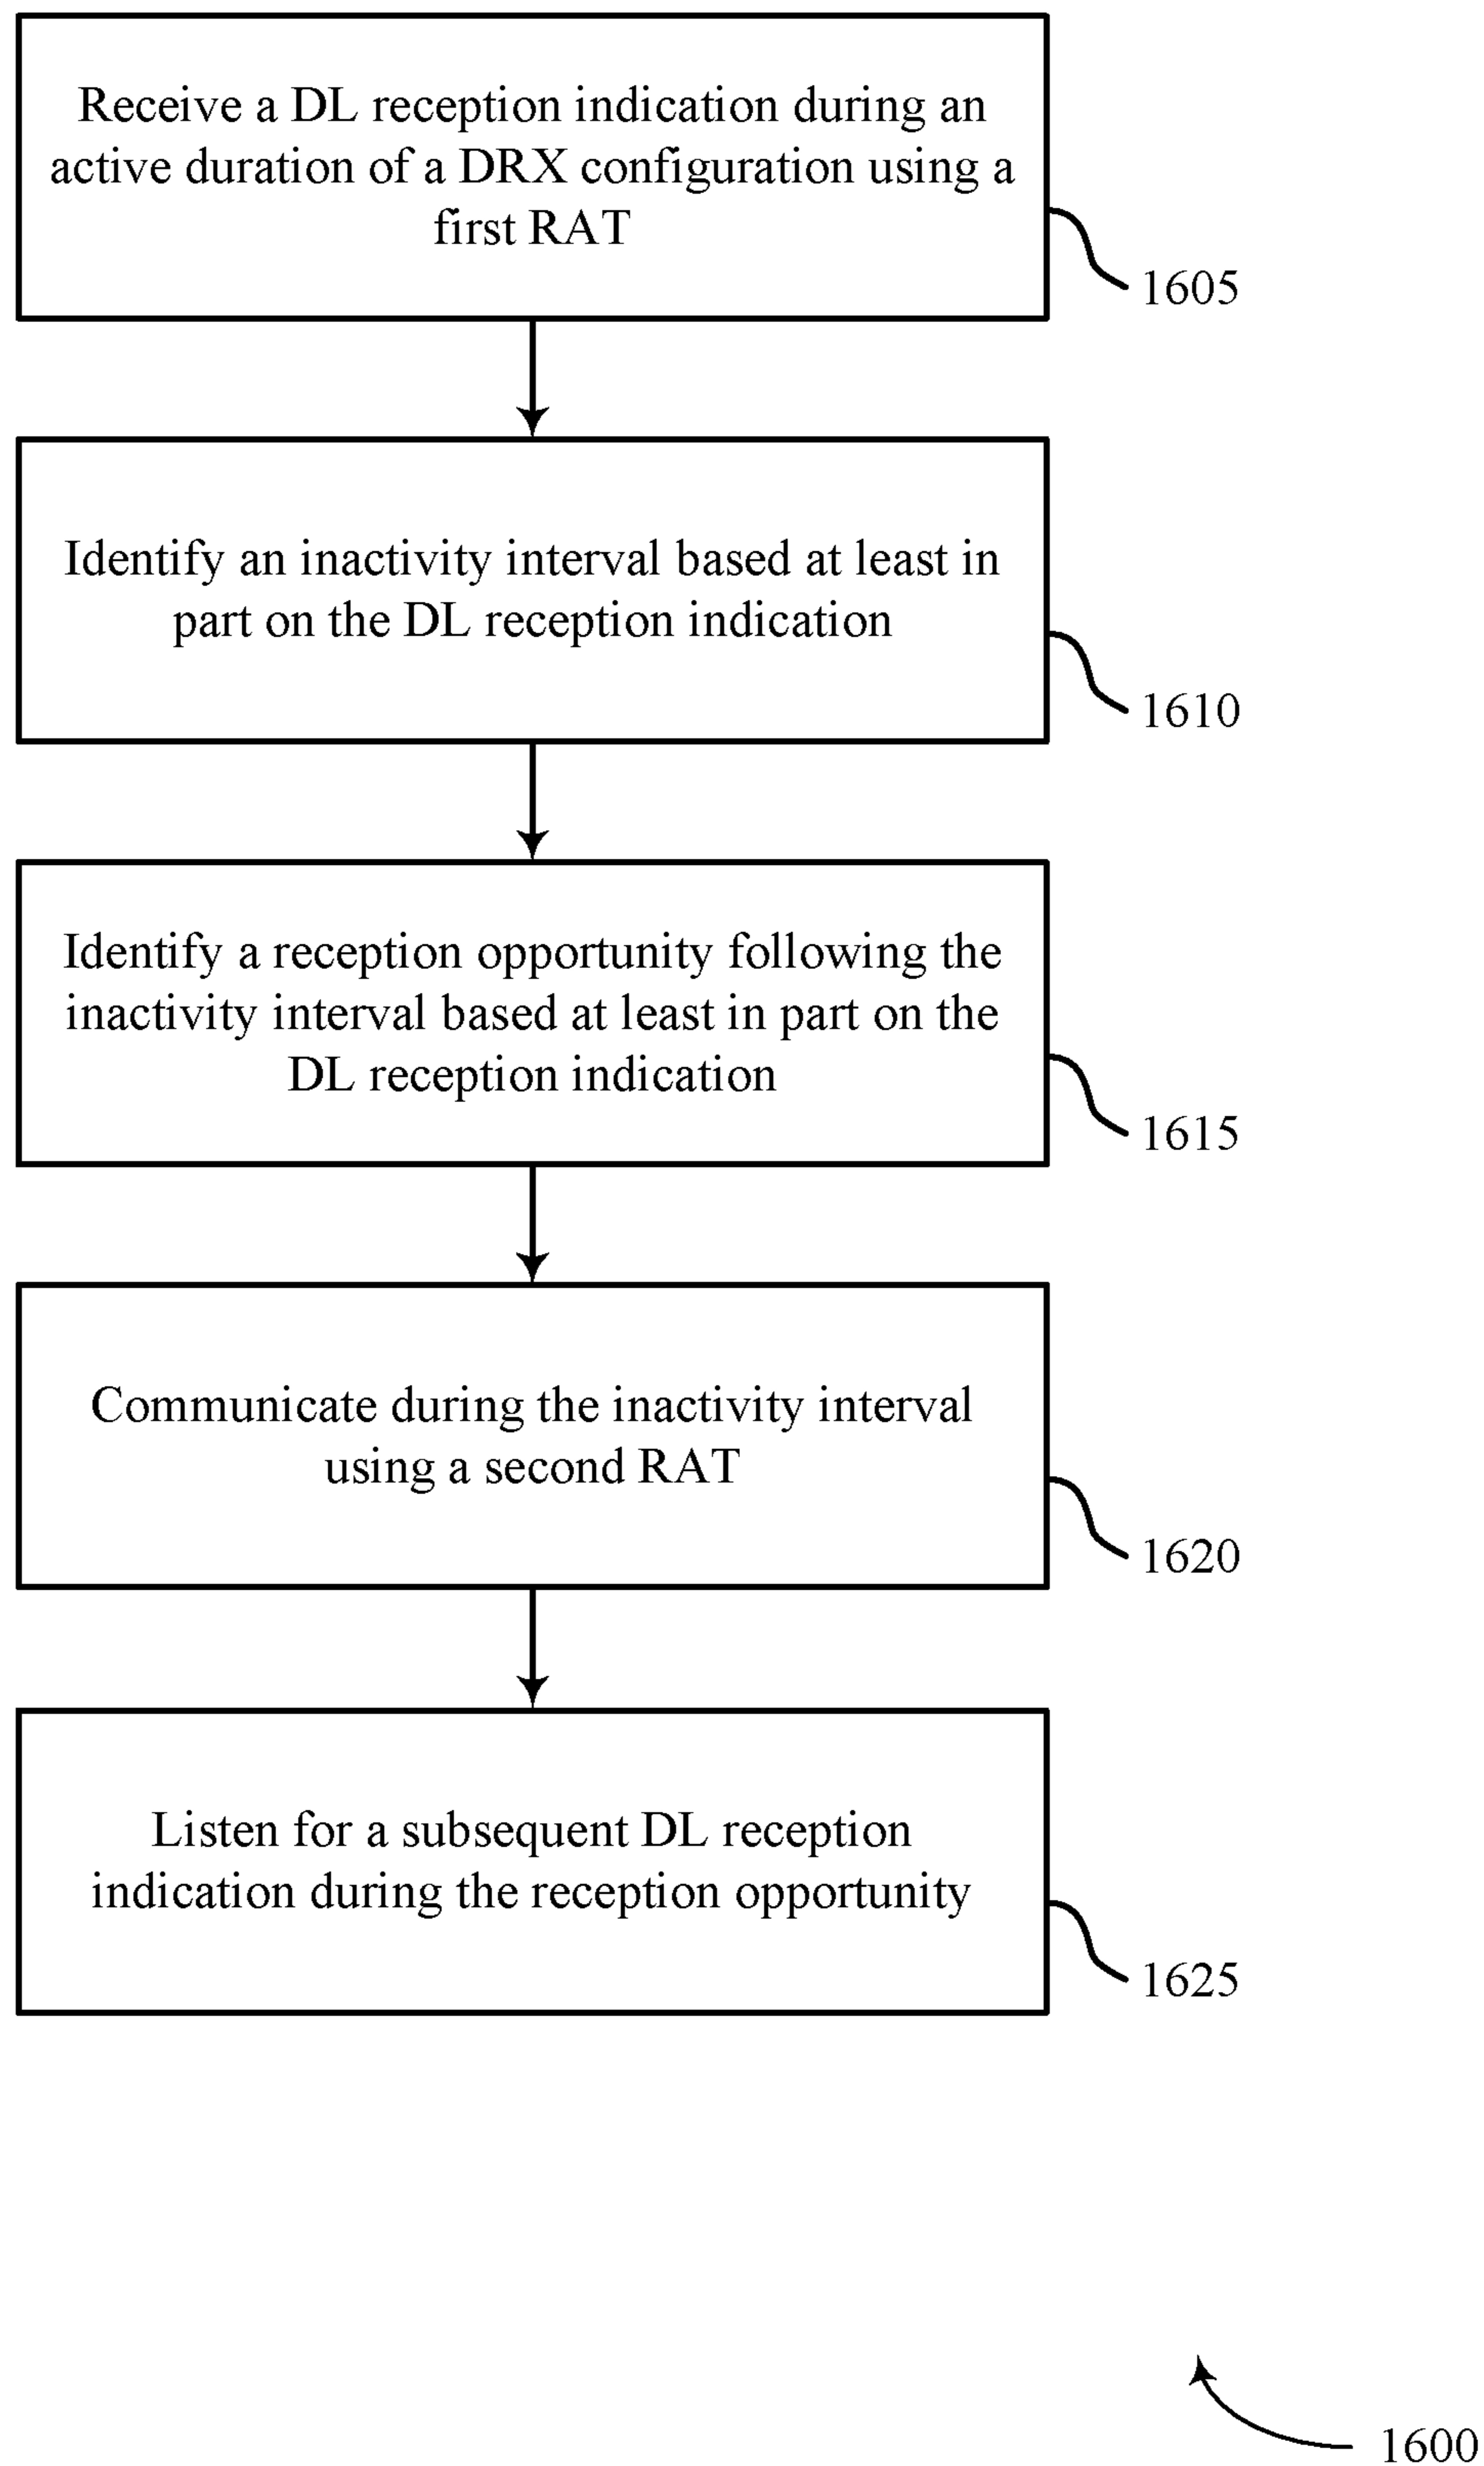 Receive a DL reception indication during an
active duration of a DRX configuration using a
first RAT
1605
Identify an inactivity interval based at least in
part on the DL reception indication
1610
Identify a reception opportunity following the
inactivity interval based at least in part on the
DL reception indication
1615
Communicate during the inactivity interval
using a second RAT
1620
Listen for a subsequent DL reception
indication during the reception opportunity
1625
1600